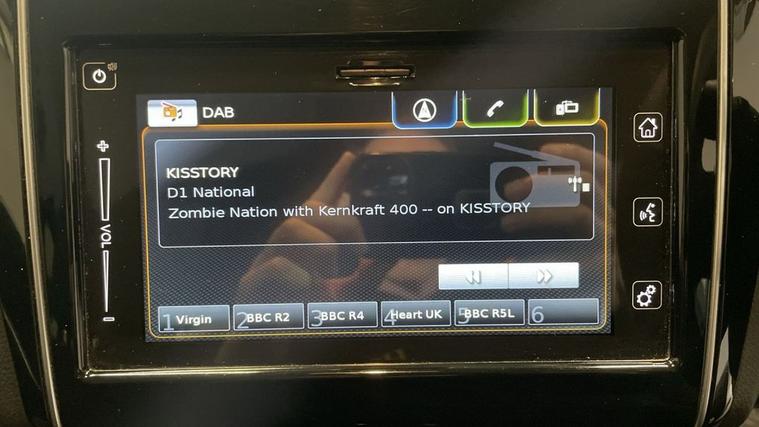 DAB
KISSTORY
D1 National
Zombie Nation with Kernkraft 400 -- on KISSTORY
+
VOL
−
1 Virgin
2 BBC R2
3 BBC R4
4 Heart UK
5 BBC R5L
6